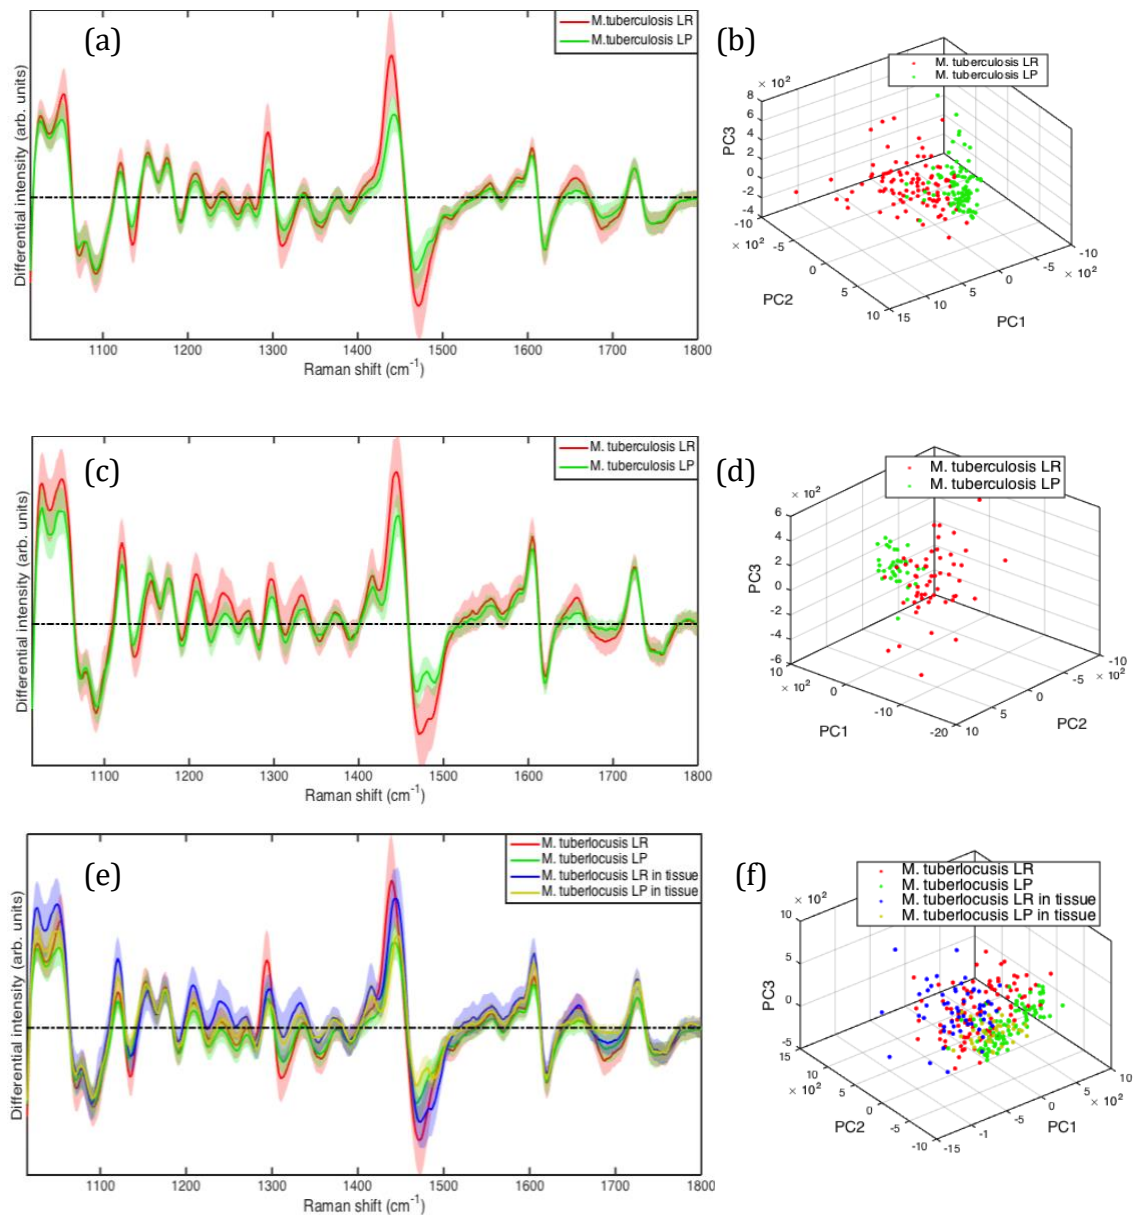 (a)
M.tuberculosis LR
M.tuberculosis LP
Differential intensity (arb. units)
1100 1200 1300 1400 1500 1600 1700 1800
Raman shift (cm⁻¹)
(b)
M. tuberculosis LR
M. tuberculosis LP
× 10²
8
6
4
2
0
-2
-4
PC3
-10
× 10²
-5
0
5
10
PC2
15
10
5
0
-5
-10
× 10²
PC1
(c)
M. tuberculosis LR
M. tuberculosis LP
Differential intensity (arb. units)
1100 1200 1300 1400 1500 1600 1700 1800
Raman shift (cm⁻¹)
(d)
M. tuberculosis LR
M. tuberculosis LP
× 10²
6
4
2
0
-2
-4
-6
PC3
10
× 10²
0
-10
-20
PC1
10
5
0
-5
× 10²
-10
PC2
(e)
M. tuberlocusis LR
M. tuberlocusis LP
M. tuberlocusis LR in tissue
M. tuberlocusis LP in tissue
Differential intensity (arb. units)
1100 1200 1300 1400 1500 1600 1700 1800
Raman shift (cm⁻¹)
(f)
M. tuberlocusis LR
M. tuberlocusis LP
M. tuberlocusis LR in tissue
M. tuberlocusis LP in tissue
× 10²
10
5
0
-5
PC3
15
10
× 10²
5
0
-5
-10
PC2
-15
-1
-5
0
5
× 10²
10
PC1